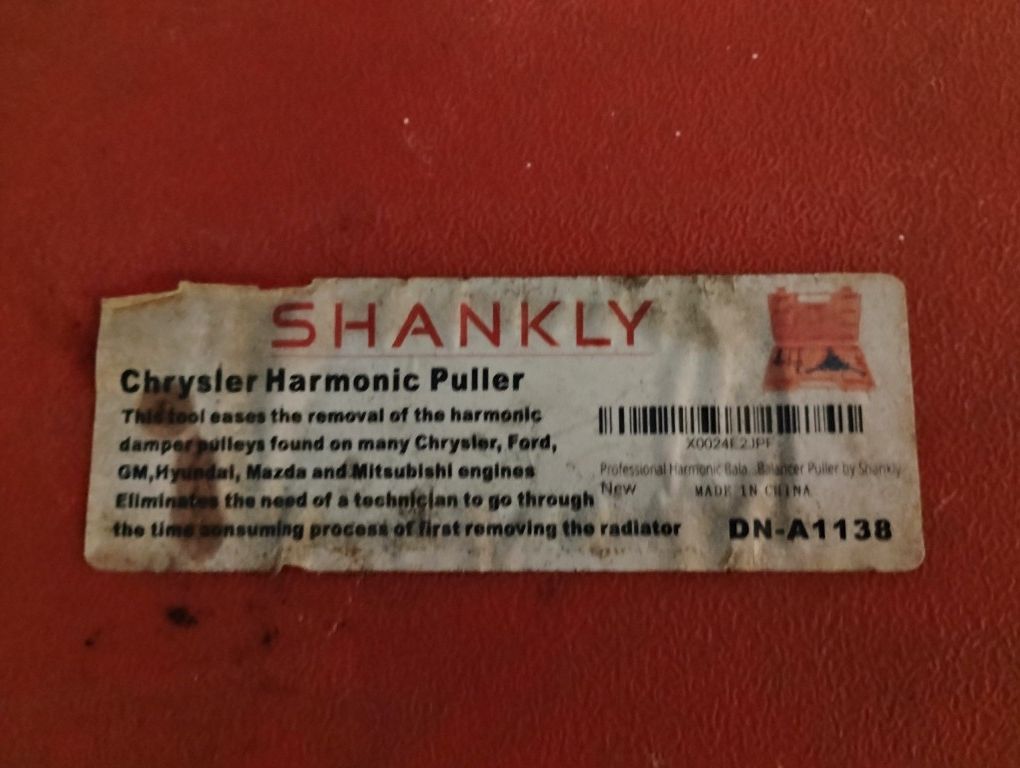 SHANKLY
Chrysler Harmonic Puller
This tool eases the removal of the harmonic
damper pulleys found on many Chrysler, Ford,
GM,Hyundai, Mazda and Mitsubishi engines
Eliminates the need of a technician to go through
the time consuming process of first removing the radiator
X0024E2JPF
Professional Harmonic Bala...Balancer Puller by Shankly
New
MADE IN CHINA
DN-A1138